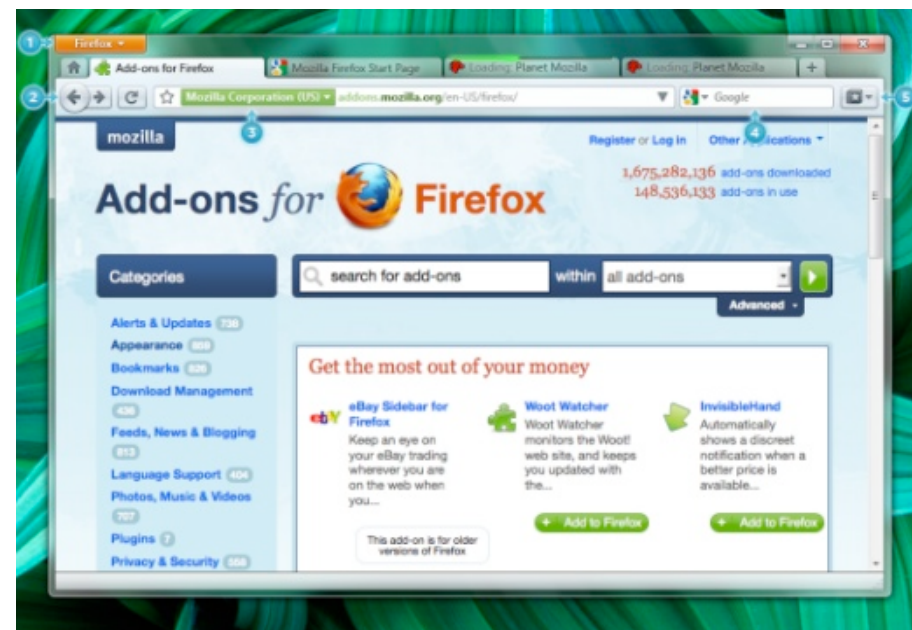 1
Firefox
Add-ons for Firefox
Mozilla Firefox Start Page
Loading: Planet Mozilla
Loading: Planet Mozilla
+
2
Mozilla Corporation (US)
addons.mozilla.org/en-US/firefox/
Google
5
3
4
mozilla
Register or Log in
Other Applications
1,675,282,136 add-ons downloaded
148,536,133 add-ons in use
Add-ons for Firefox
Categories
search for add-ons
within
all add-ons
Advanced
Alerts & Updates
Appearance
Bookmarks
Download Management
Feeds, News & Blogging
Language Support
Photos, Music & Videos
707
Plugins 7
Privacy & Security
Get the most out of your money
eBay
eBay Sidebar for
Firefox
Keep an eye on
your eBay trading
wherever you are
on the web when
you...
This add-on is for older
versions of Firefox
Woot Watcher
Woot Watcher
monitors the Woot!
web site, and keeps
you updated with
the...
+ Add to Firefox
InvisibleHand
Automatically
shows a discreet
notification when a
better price is
available...
+ Add to Firefox